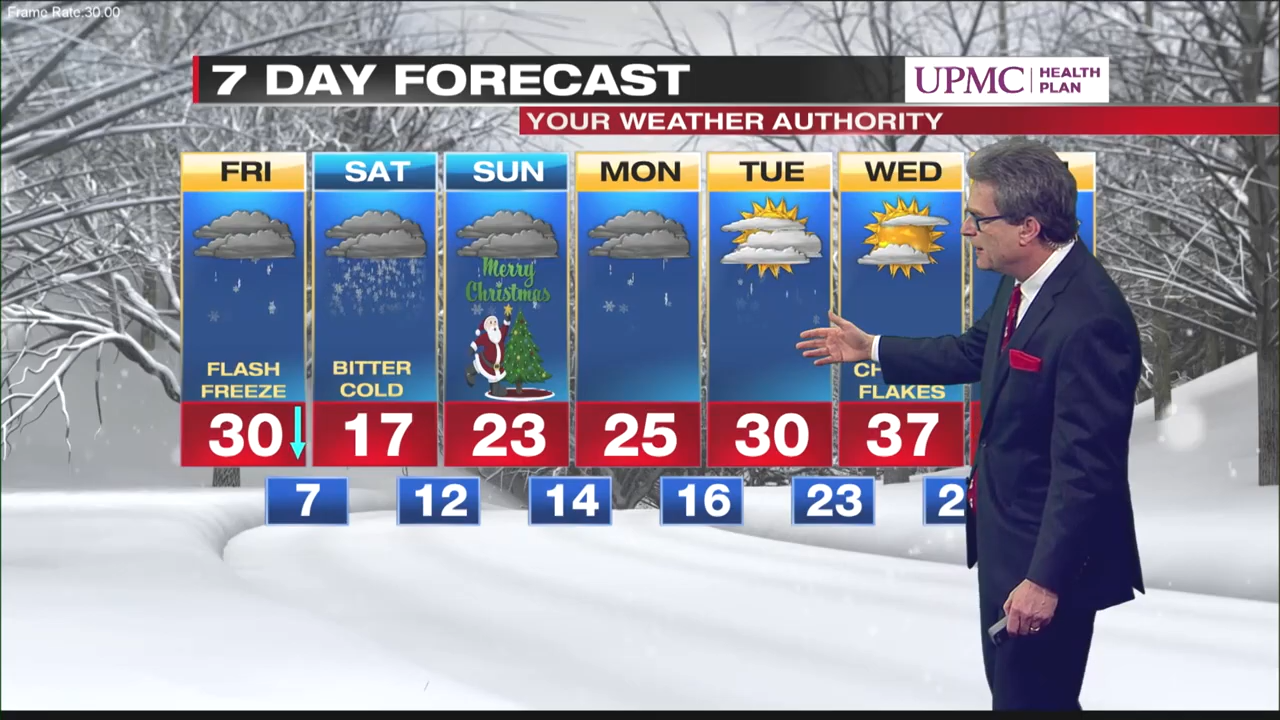 Frame Rate:30.00
7 DAY FORECAST
UPMC HEALTH PLAN
YOUR WEATHER AUTHORITY
FRI SAT SUN MON TUE WED
Merry
Christmas
FLASH FREEZE
BITTER COLD
FLAKES
30 17 23 25 30 37
7 12 14 16 23